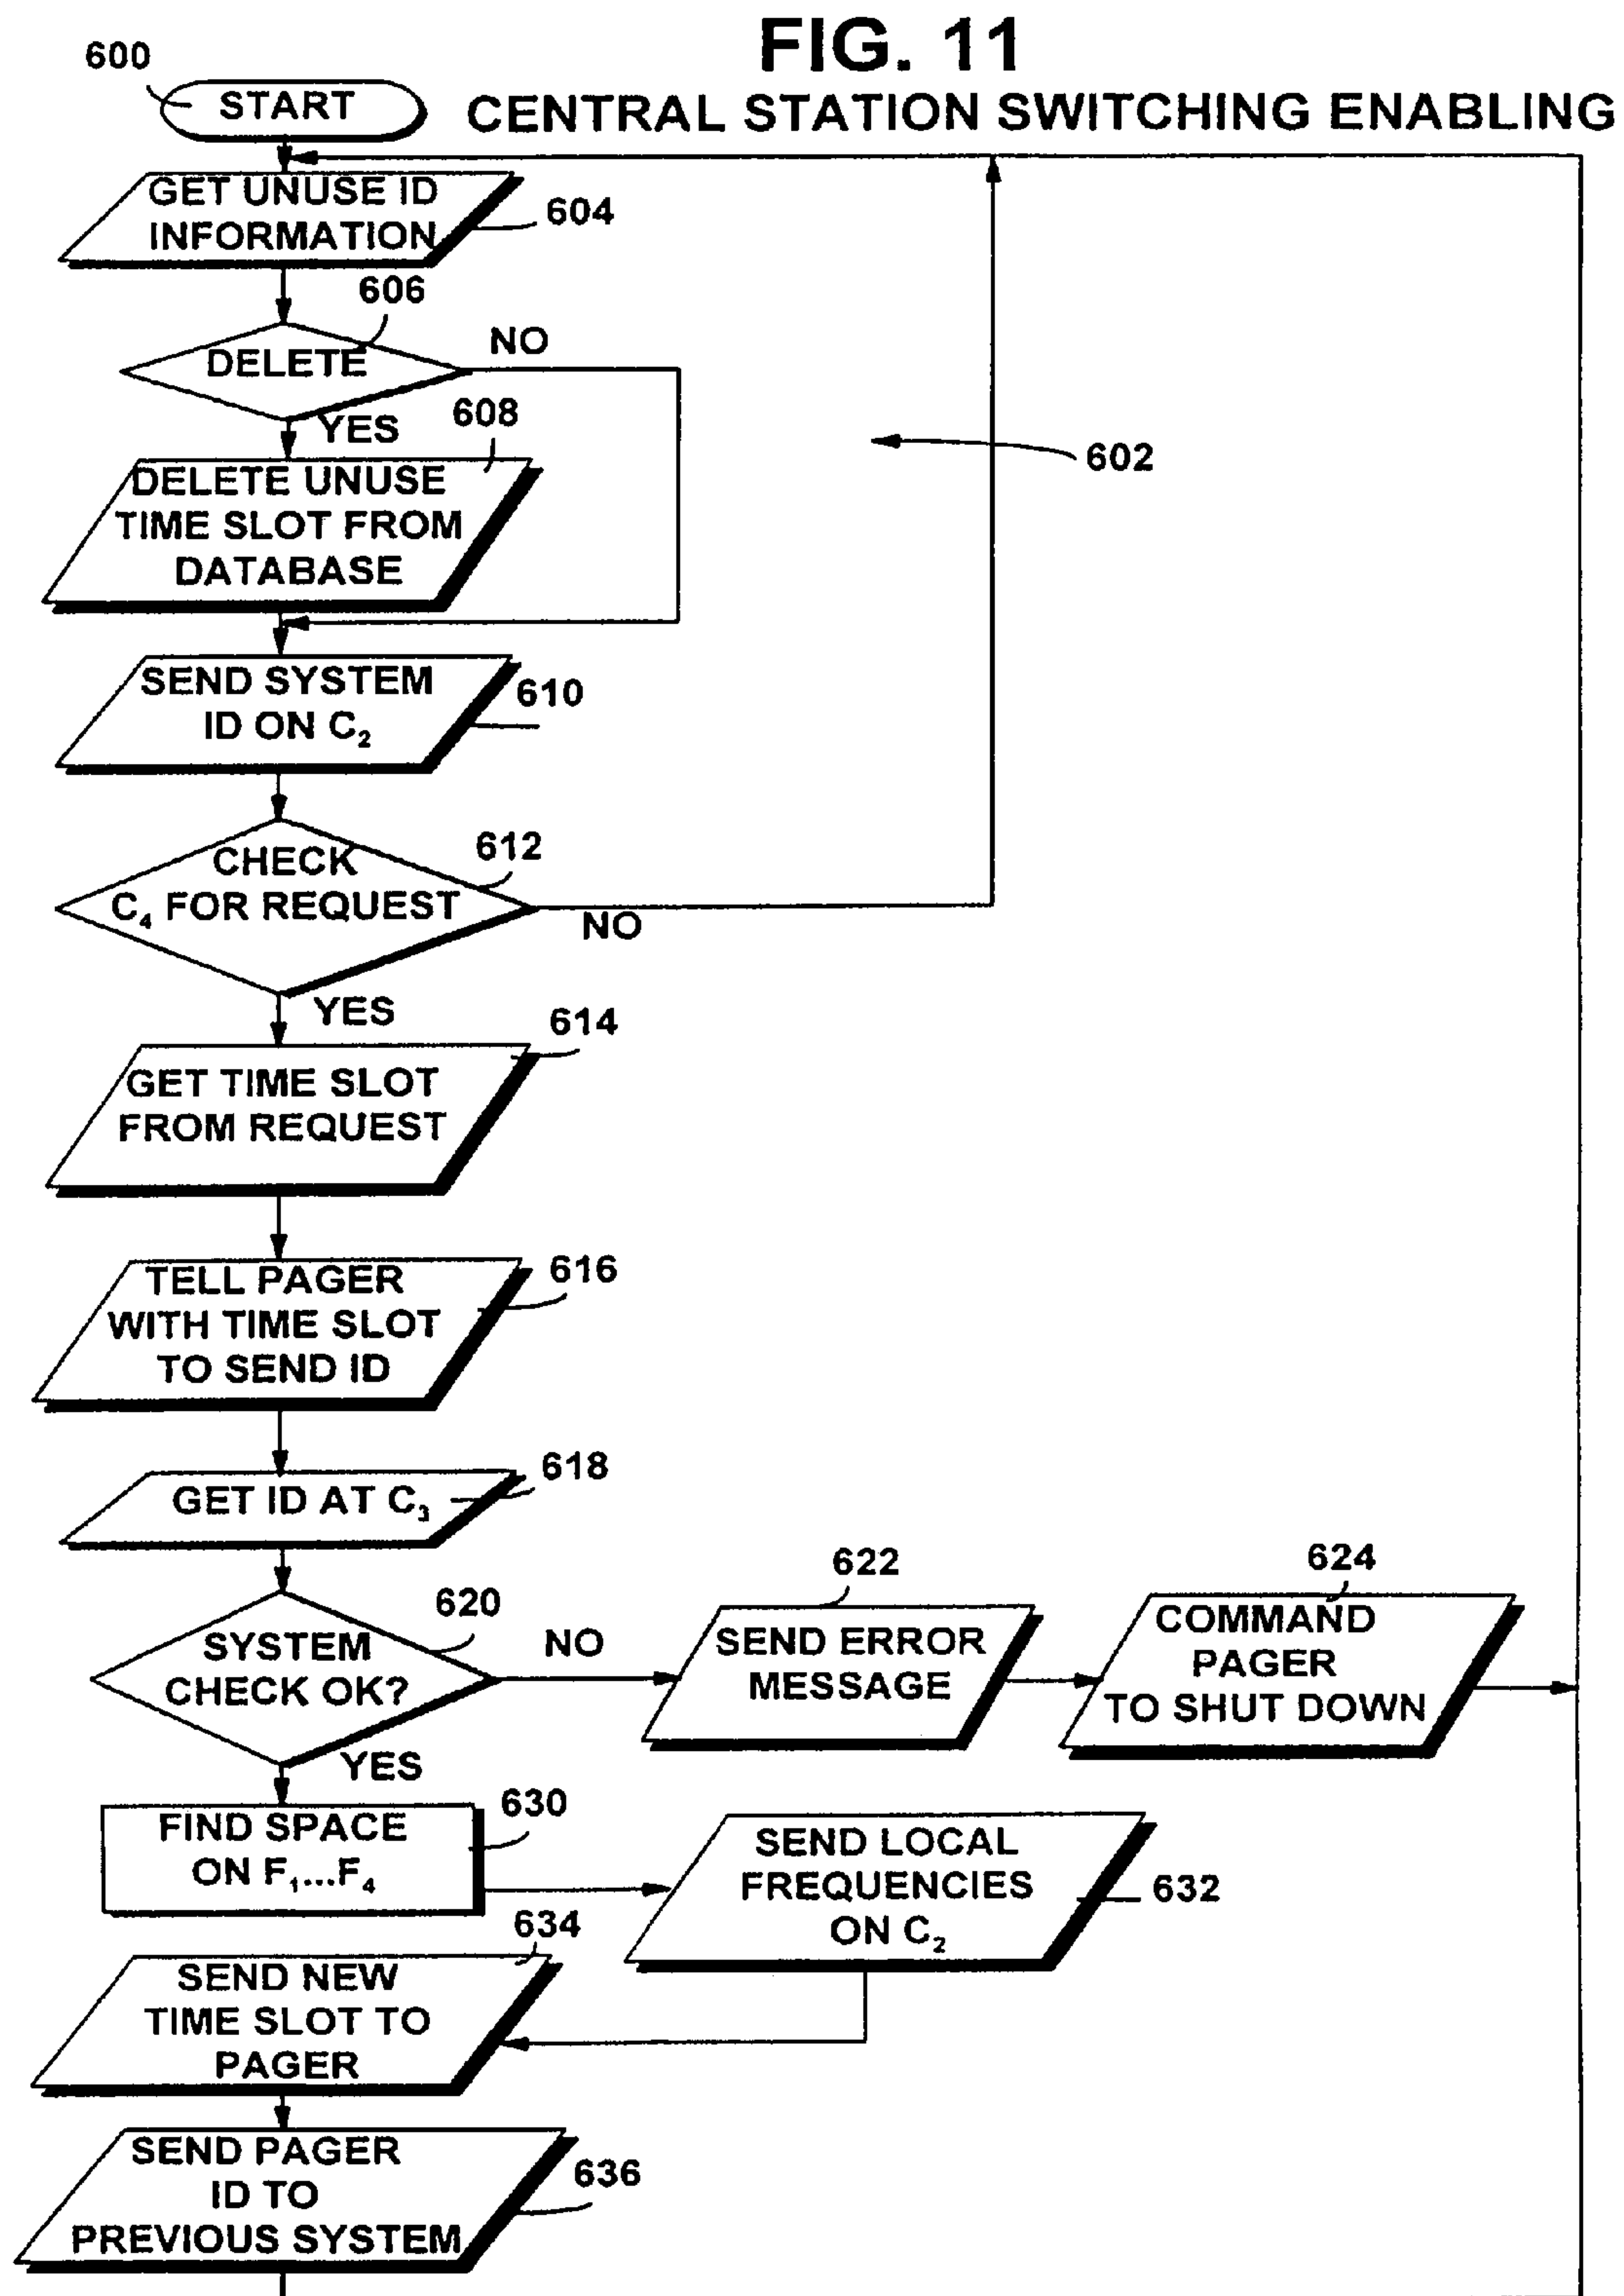 FIG. 11
CENTRAL STATION SWITCHING ENABLING
600
START
GET UNUSE ID
INFORMATION
604
606
DELETE
NO
YES
608
DELETE UNUSE
TIME SLOT FROM
DATABASE
602
SEND SYSTEM
ID ON C₂
610
CHECK
C₄ FOR REQUEST
612
NO
YES
614
GET TIME SLOT
FROM REQUEST
TELL PAGER
WITH TIME SLOT
TO SEND ID
616
GET ID AT C₃
618
620
SYSTEM
CHECK OK?
NO
622
SEND ERROR
MESSAGE
624
COMMAND
PAGER
TO SHUT DOWN
YES
FIND SPACE
ON F₁...F₄
630
SEND LOCAL
FREQUENCIES
ON C₂
632
634
SEND NEW
TIME SLOT TO
PAGER
SEND PAGER
ID TO
PREVIOUS SYSTEM
636